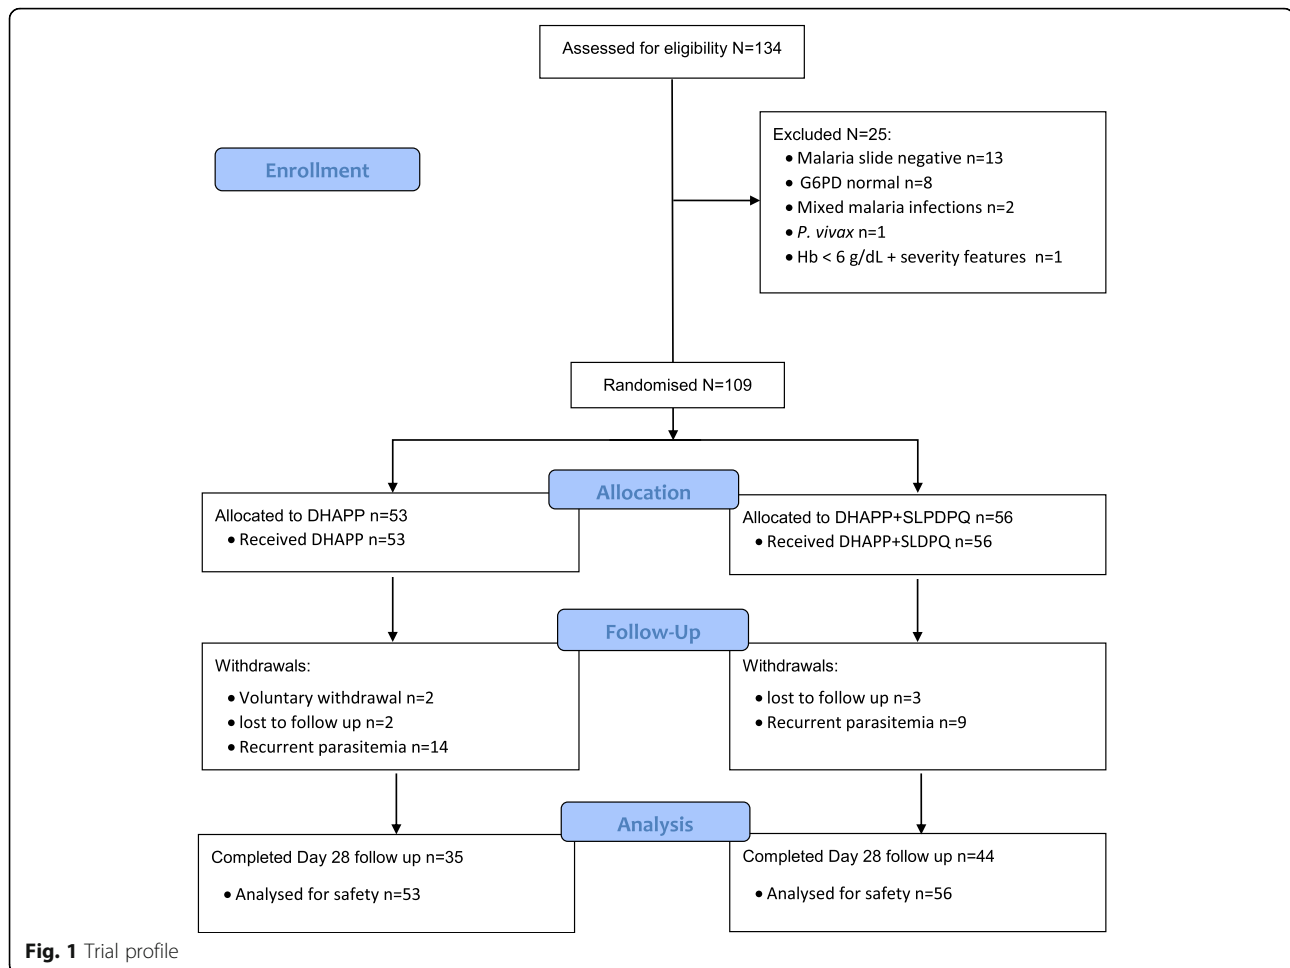 Assessed for eligibility N=134
Enrollment
Excluded N=25:
• Malaria slide negative n=13
• G6PD normal n=8
• Mixed malaria infections n=2
• P. vivax n=1
• Hb < 6 g/dL + severity features n=1
Randomised N=109
Allocation
Allocated to DHAPP n=53
• Received DHAPP n=53
Allocated to DHAPP+SLPDPQ n=56
• Received DHAPP+SLDPQ n=56
Follow-Up
Withdrawals:
• Voluntary withdrawal n=2
• lost to follow up n=2
• Recurrent parasitemia n=14
Withdrawals:
• lost to follow up n=3
• Recurrent parasitemia n=9
Analysis
Completed Day 28 follow up n=35
• Analysed for safety n=53
Completed Day 28 follow up n=44
• Analysed for safety n=56
Fig. 1 Trial profile